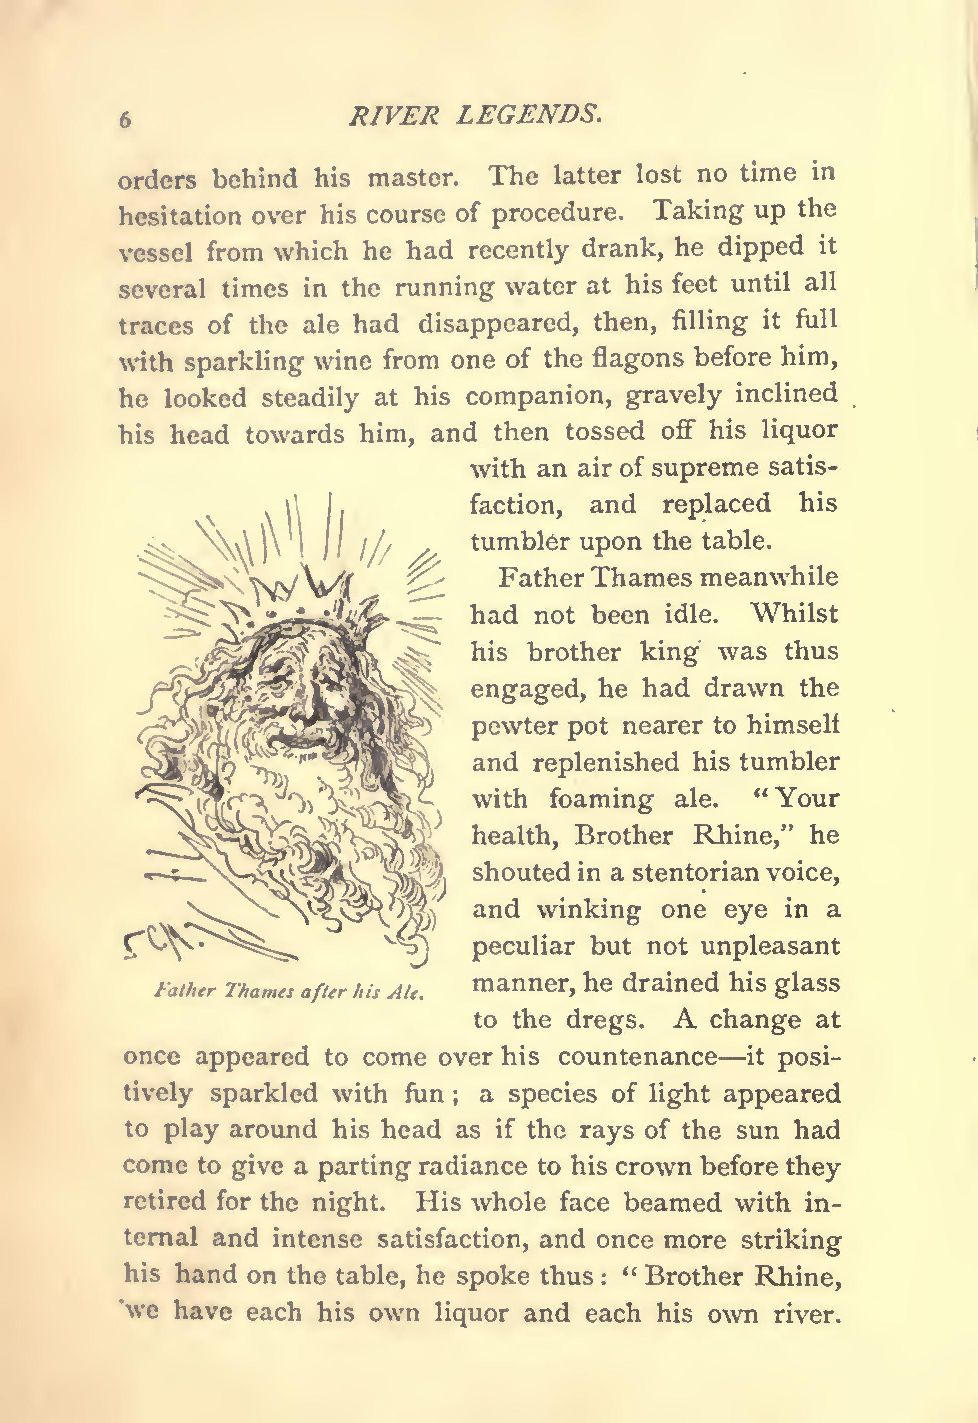 6
RIVER LEGENDS.
orders behind his master. The latter lost no time in
hesitation over his course of procedure. Taking up the
vessel from which he had recently drank, he dipped it
several times in the running water at his feet until all
traces of the ale had disappeared, then, filling it full
with sparkling wine from one of the flagons before him,
he looked steadily at his companion, gravely inclined
his head towards him, and then tossed off his liquor
with an air of supreme satis-
faction, and replaced his
tumbler upon the table.
Father Thames meanwhile
had not been idle. Whilst
his brother king was thus
engaged, he had drawn the
pewter pot nearer to himself
and replenished his tumbler
with foaming ale. “Your
health, Brother Rhine,” he
shouted in a stentorian voice,
and winking one eye in a
peculiar but not unpleasant
manner, he drained his glass
to the dregs. A change at
Father Thames after his Ale.
once appeared to come over his countenance—it posi-
tively sparkled with fun; a species of light appeared
to play around his head as if the rays of the sun had
come to give a parting radiance to his crown before they
retired for the night. His whole face beamed with in-
ternal and intense satisfaction, and once more striking
his hand on the table, he spoke thus: “Brother Rhine,
we have each his own liquor and each his own river.